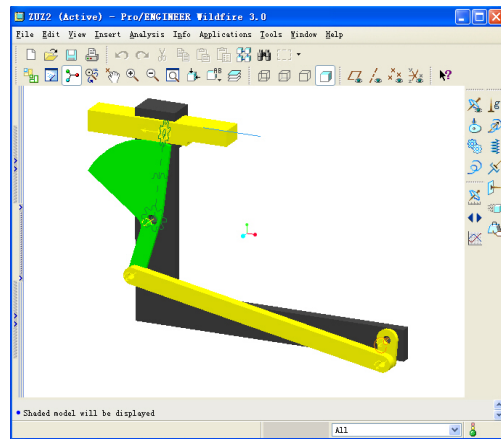 ZUZ2 (Active) - Pro/ENGINEER Wildfire 3.0
File Edit View Insert Analysis Info Applications Tools Window Help
Shaded model will be displayed
All